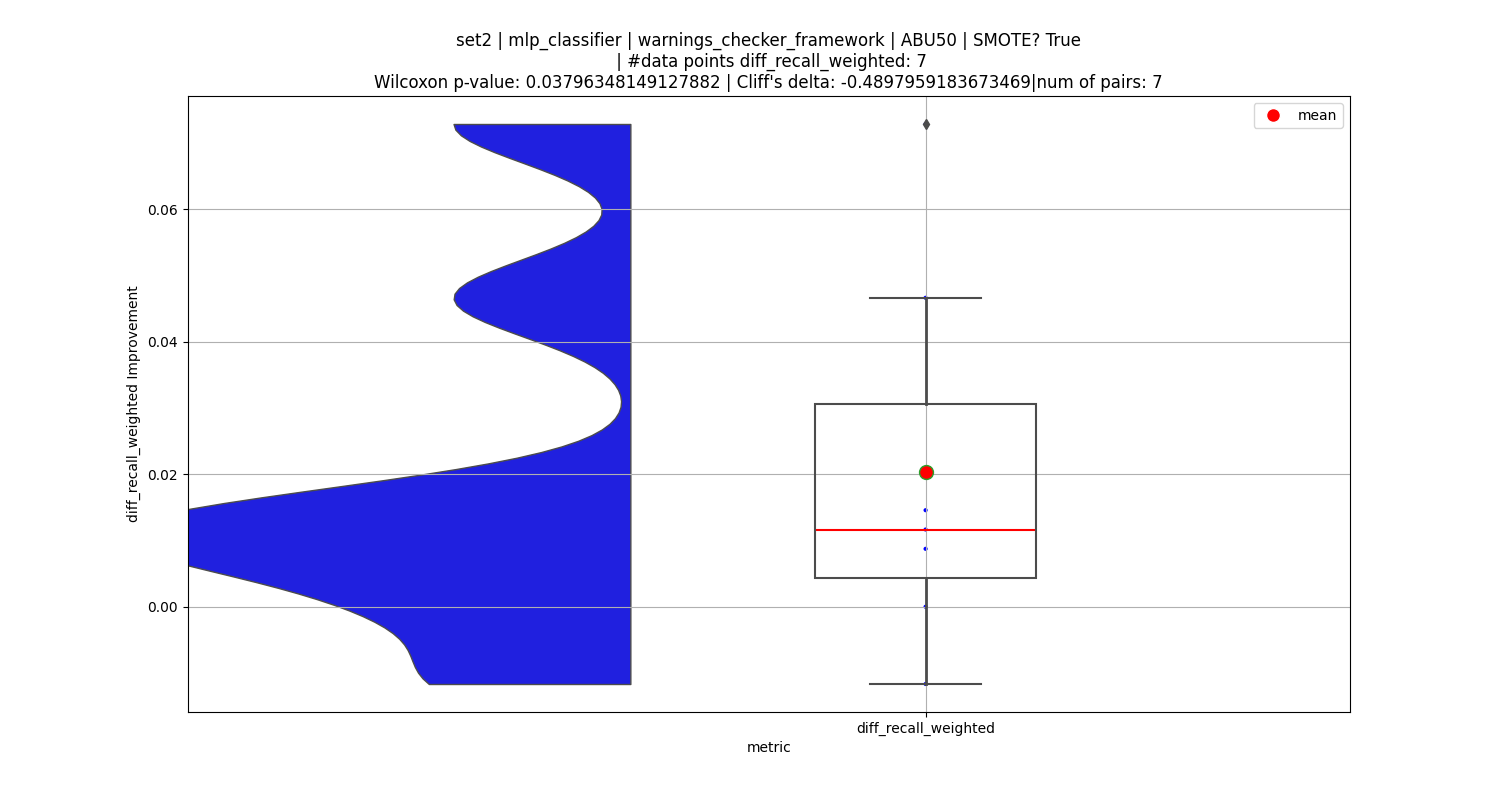 set2 | mlp_classifier | warnings_checker_framework | ABU50 | SMOTE? True
| #data points diff_recall_weighted: 7
Wilcoxon p-value: 0.03796348149127882 | Cliff's delta: -0.4897959183673469|num of pairs: 7
mean
0.06
0.04
0.02
0.00
diff_recall_weighted Improvement
diff_recall_weighted
metric